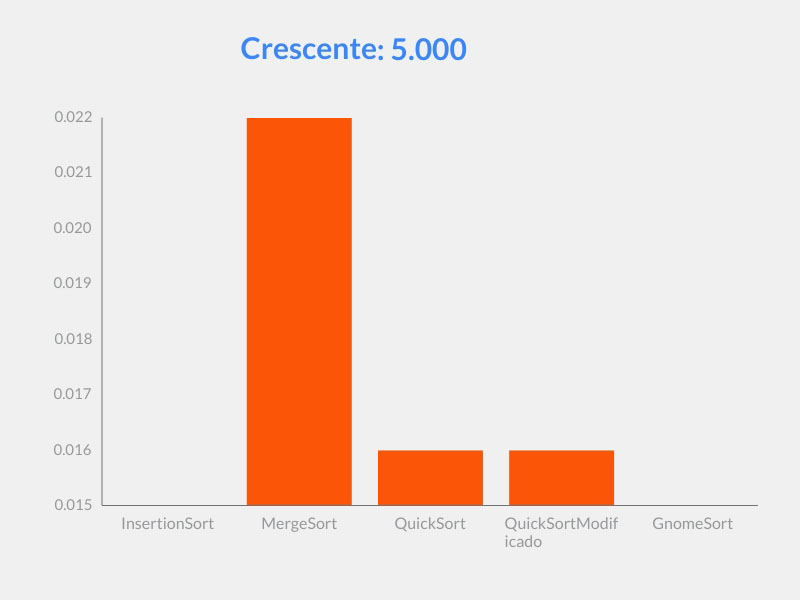 Crescente: 5.000
0.022
0.021
0.020
0.019
0.018
0.017
0.016
0.015
InsertionSort
MergeSort
QuickSort
QuickSortModif
icado
GnomeSort